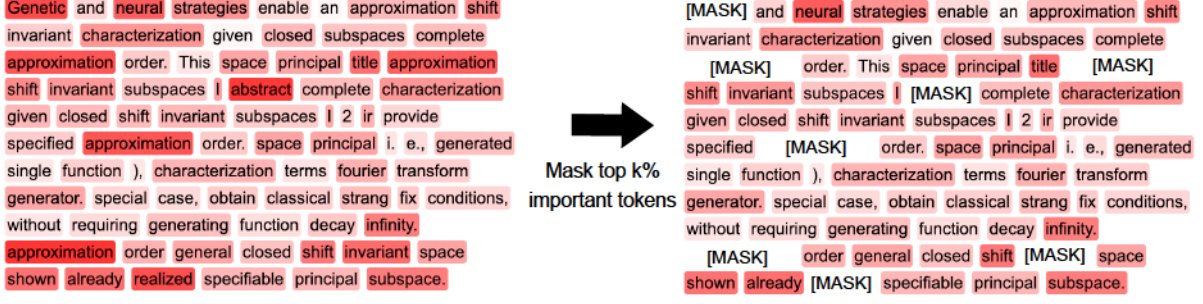 Genetic and neural strategies enable an approximation shift
invariant characterization given closed subspaces complete
approximation order. This space principal title approximation
shift invariant subspaces l abstract complete characterization
given closed shift invariant subspaces l 2 ir provide
specified approximation order. space principal i. e., generated
single function ), characterization terms fourier transform
generator. special case, obtain classical strang fix conditions,
without requiring generating function decay infinity.
approximation order general closed shift invariant space
shown already realized specifiable principal subspace.
Mask top k%
important tokens
[MASK] and neural strategies enable an approximation shift
invariant characterization given closed subspaces complete
[MASK] order. This space principal title [MASK]
shift invariant subspaces l [MASK] complete characterization
given closed shift invariant subspaces l 2 ir provide
specified [MASK] order. space principal i. e., generated
single function ), characterization terms fourier transform
generator. special case, obtain classical strang fix conditions,
without requiring generating function decay infinity.
[MASK] order general closed shift [MASK] space
shown already [MASK] specifiable principal subspace.